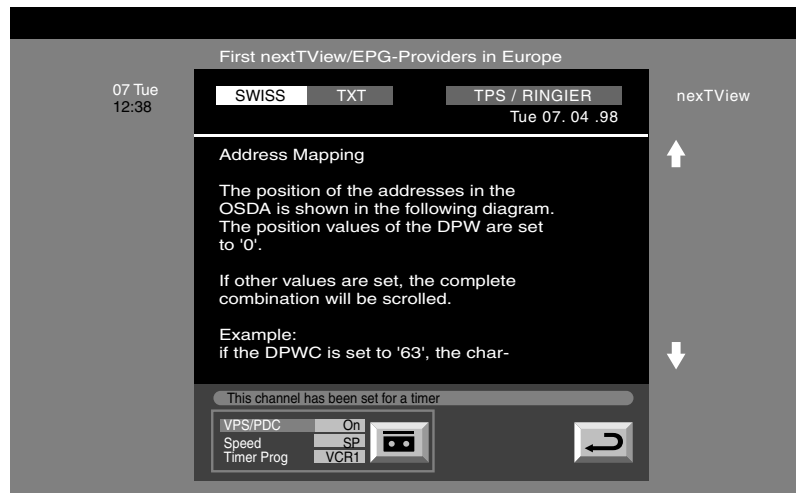 First nextTView/EPG-Providers in Europe
07 Tue
12:38
SWISS TXT TPS / RINGIER
Tue 07. 04 .98
nexTView
Address Mapping
The position of the addresses in the
OSDA is shown in the following diagram.
The position values of the DPW are set
to '0'.
If other values are set, the complete
combination will be scrolled.
Example:
if the DPWC is set to '63', the char-
This channel has been set for a timer
VPS/PDC On
Speed SP
Timer Prog VCR1